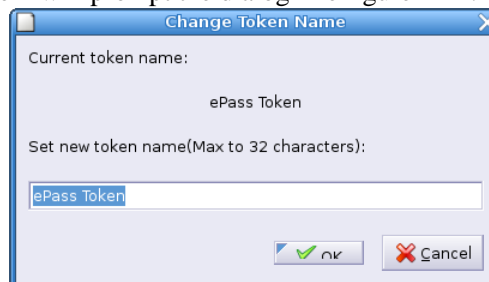 Change Token Name
Current token name:
ePass Token
Set new token name(Max to 32 characters):
ePass Token
OK Cancel